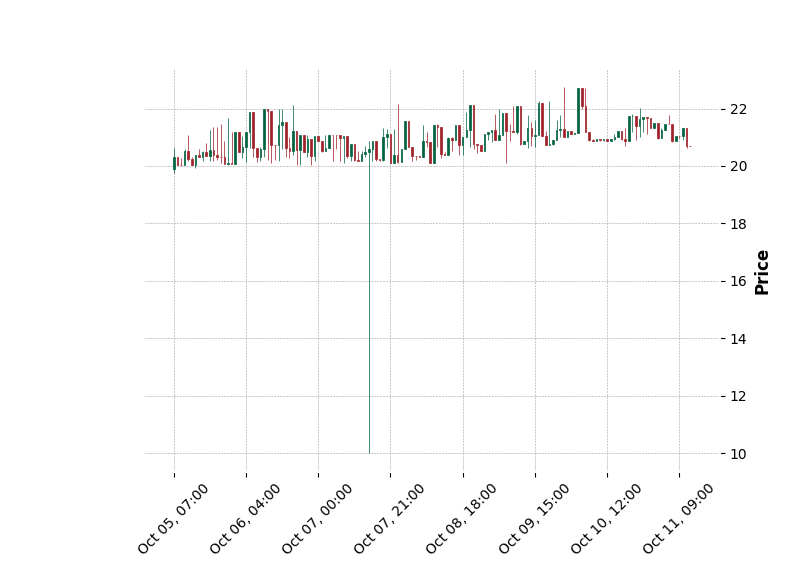 22
20
18
16
14
12
10
Price
Oct 05, 07:00
Oct 06, 04:00
Oct 07, 00:00
Oct 07, 21:00
Oct 08, 18:00
Oct 09, 15:00
Oct 10, 12:00
Oct 11, 09:00